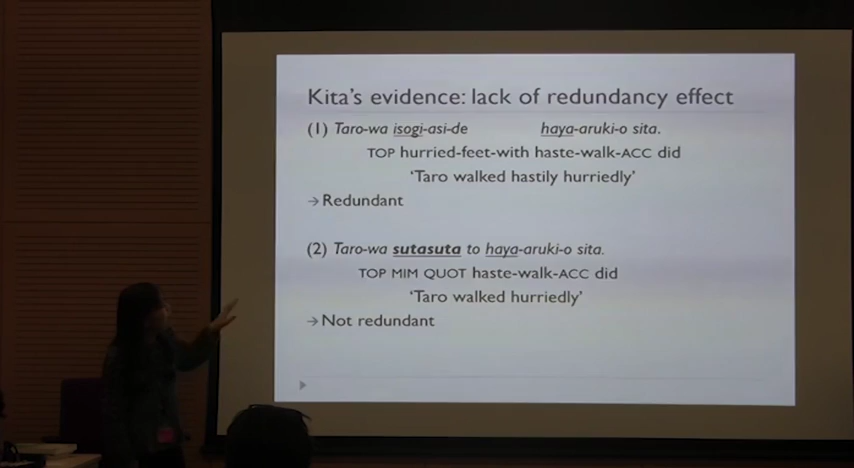 Kita's evidence: lack of redundancy effect
(1) Taro-wa isogi-asi-de haya-aruki-o sita.
TOP hurried-feet-with haste-walk-ACC did
'Taro walked hastily hurriedly'
→ Redundant
(2) Taro-wa sutasuta to haya-aruki-o sita.
TOP MIM QUOT haste-walk-ACC did
'Taro walked hurriedly'
→ Not redundant